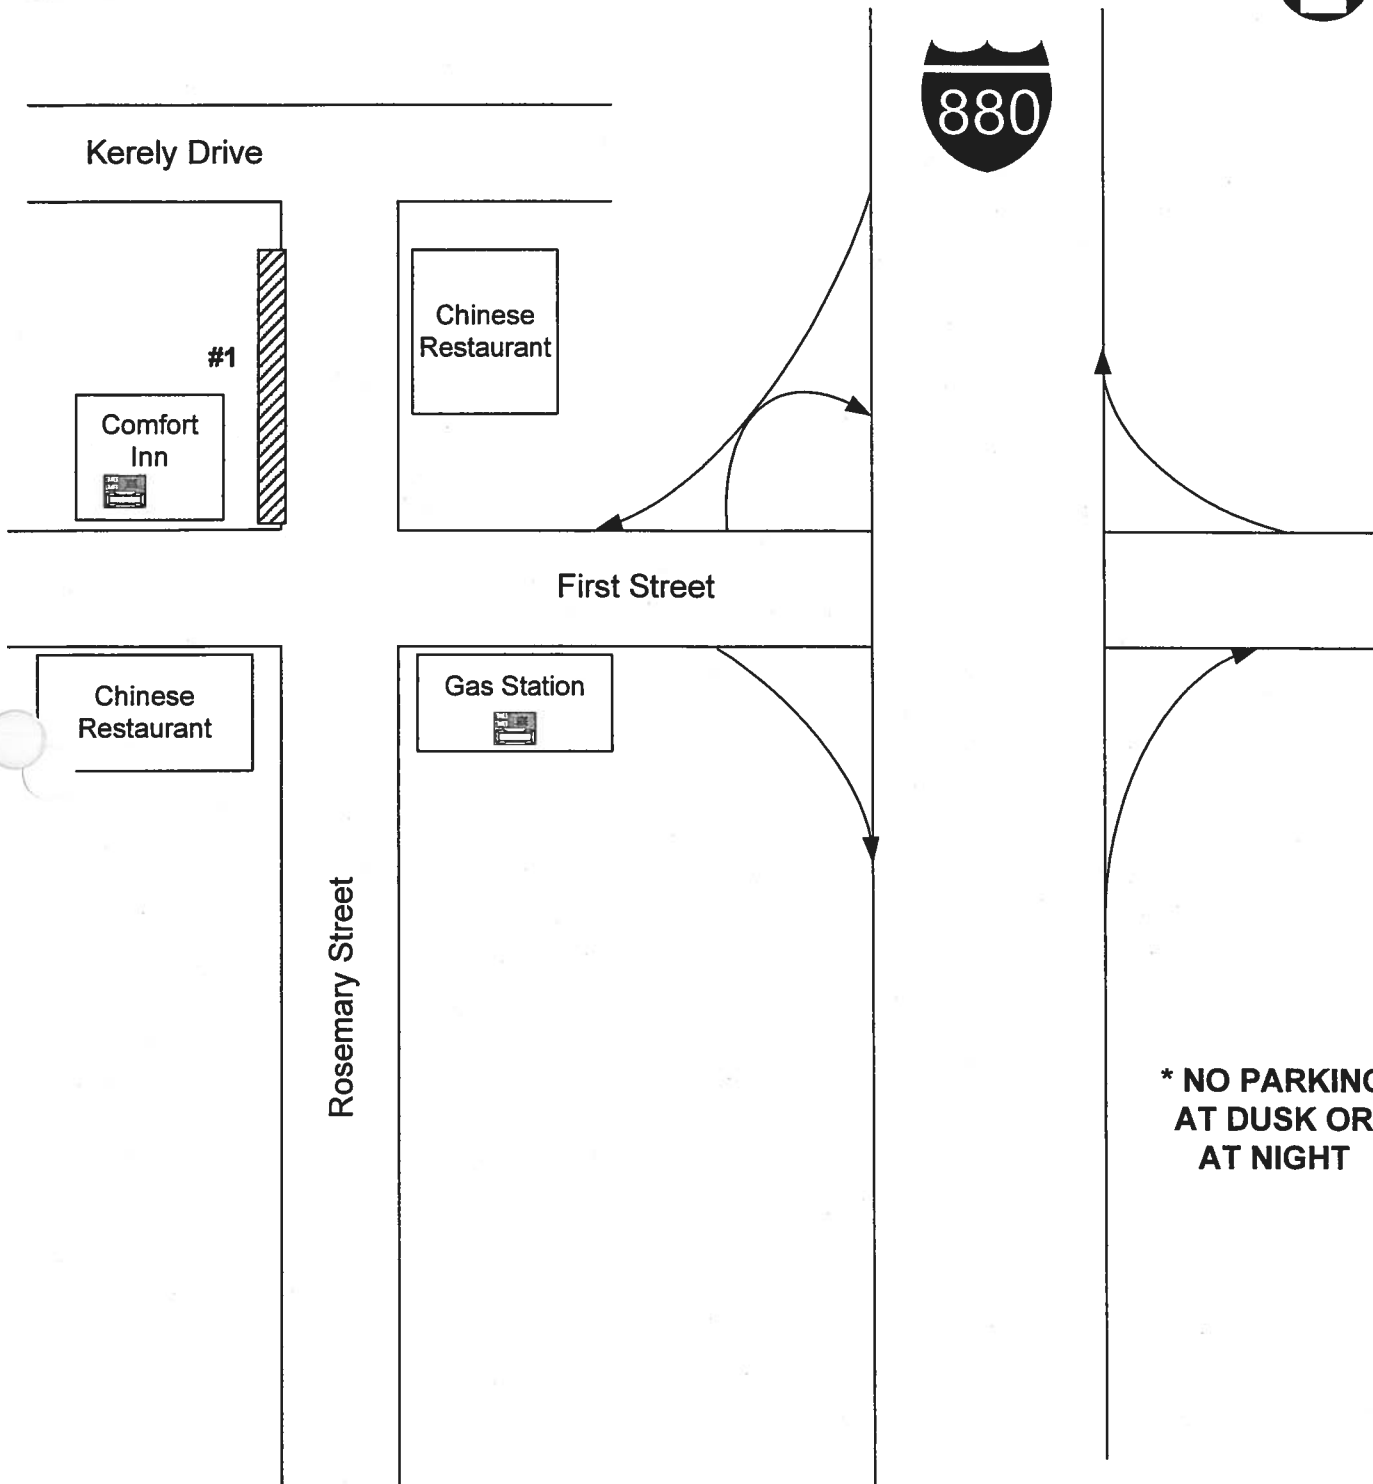 880
Kerely Drive
Chinese
Restaurant
#1
Comfort
Inn
First Street
Chinese
Restaurant
Gas Station
Rosemary Street
* NO PARKING
AT DUSK OR
AT NIGHT